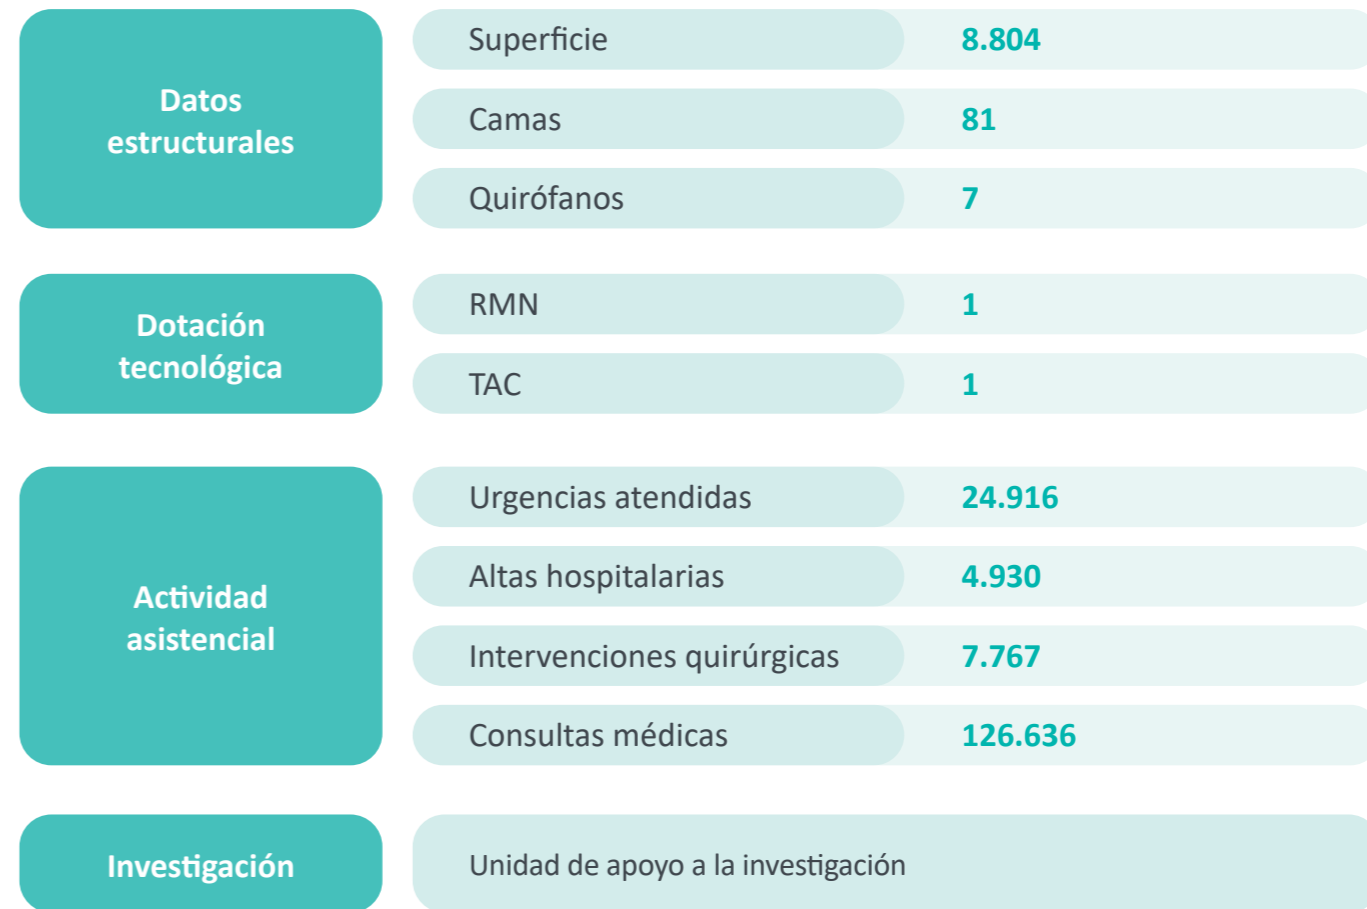 Datos
estructurales
Superficie 8.804
Camas 81
Quirófanos 7
Dotación
tecnológica
RMN 1
TAC 1
Actividad
asistencial
Urgencias atendidas 24.916
Altas hospitalarias 4.930
Intervenciones quirúrgicas 7.767
Consultas médicas 126.636
Investigación
Unidad de apoyo a la investigación